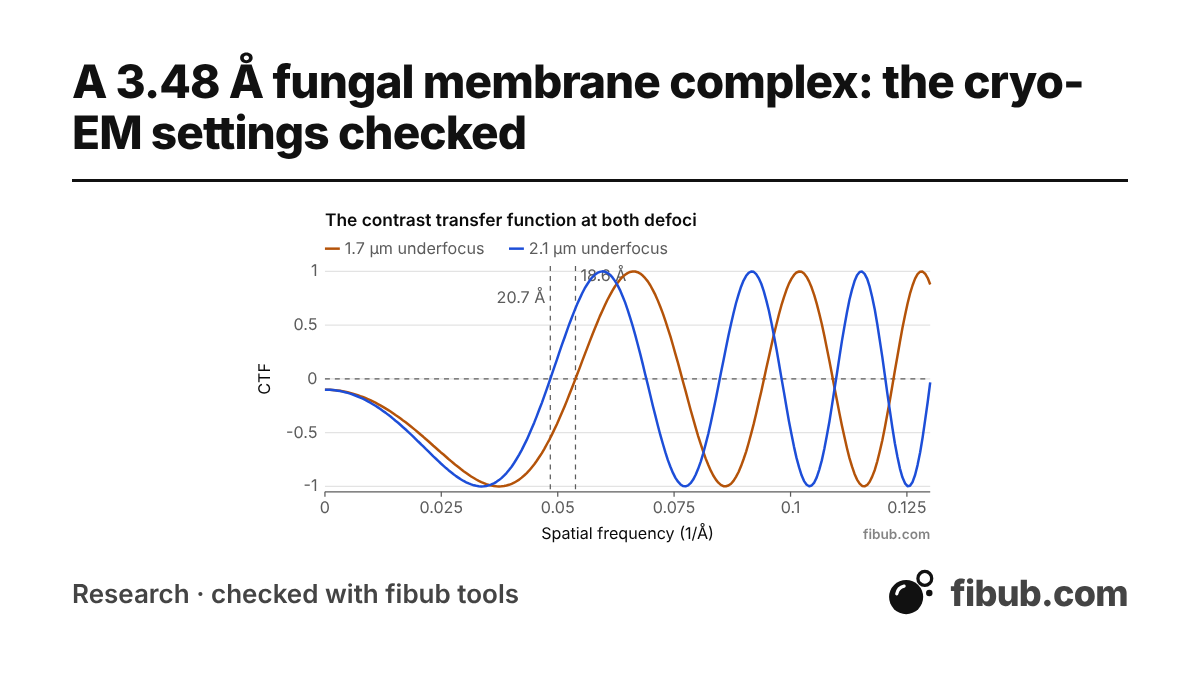 A 3.48 Å fungal membrane complex: the cryo-
EM settings checked
The contrast transfer function at both defoci
1.7 µm underfocus
2.1 µm underfocus
18.6 Å
20.7 Å
1
0.5
0
-0.5
-1
CTF
0
0.025
0.05
0.075
0.1
0.125
Spatial frequency (1/Å)
fibub.com
Research · checked with fibub tools
fibub.com